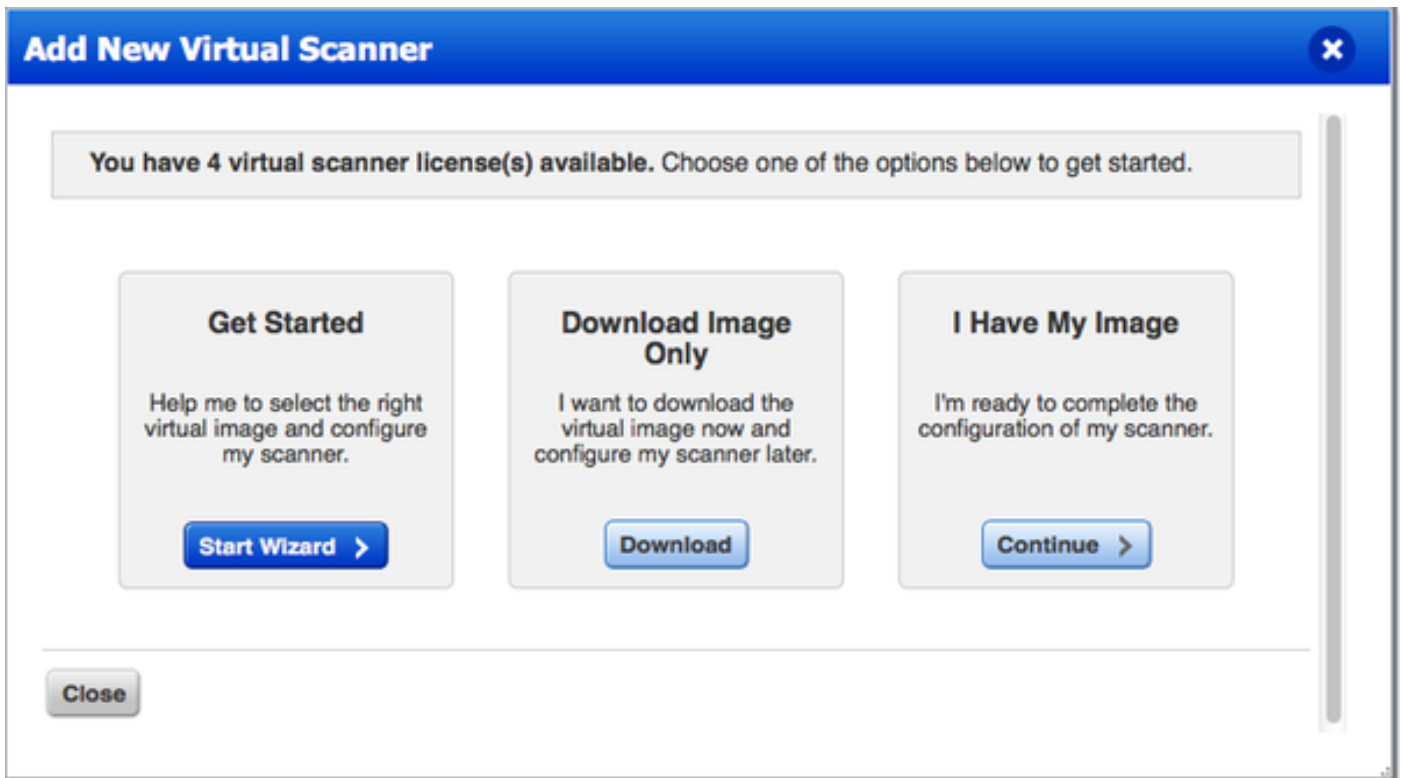 Add New Virtual Scanner
You have 4 virtual scanner license(s) available. Choose one of the options below to get started.
Get Started
Help me to select the right
virtual image and configure
my scanner.
Start Wizard
Download Image
Only
I want to download the
virtual image now and
configure my scanner later.
Download
I Have My Image
I'm ready to complete the
configuration of my scanner.
Continue
Close